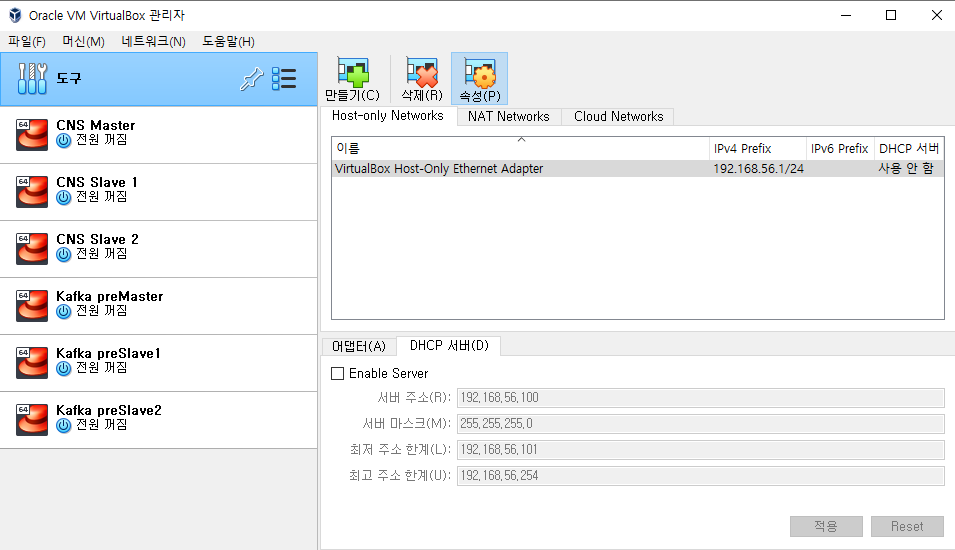 Oracle VM VirtualBox 관리자
파일(F) 머신(M) 네트워크(N) 도움말(H)
도구
만들기(C) 삭제(R) 속성(P)
64 CNS Master
전원 꺼짐
64 CNS Slave 1
전원 꺼짐
64 CNS Slave 2
전원 꺼짐
64 Kafka preMaster
전원 꺼짐
64 Kafka preSlave1
전원 꺼짐
64 Kafka preSlave2
전원 꺼짐
Host-only Networks NAT Networks Cloud Networks
이름 IPv4 Prefix IPv6 Prefix DHCP 서버
VirtualBox Host-Only Ethernet Adapter 192.168.56.1/24 사용 안 함
어댑터(A) DHCP 서버(D)
Enable Server
서버 주소(R): 192,168,56,100
서버 마스크(M): 255,255,255,0
최저 주소 한계(L): 192,168,56,101
최고 주소 한계(U): 192,168,56,254
적용 Reset